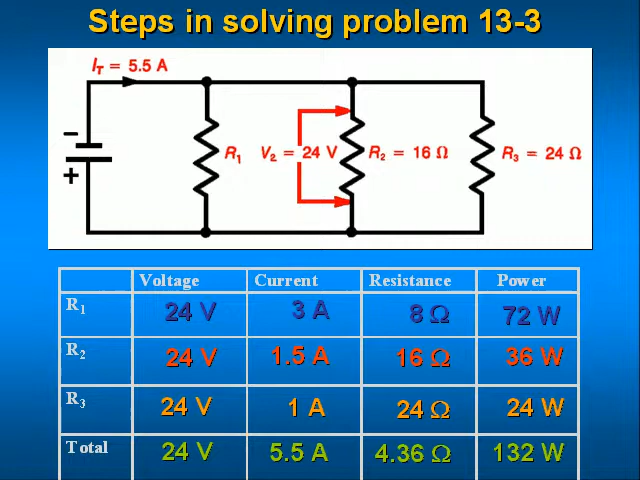 Steps in solving problem 13-3
I_T = 5.5 A
−
+
R₁ V₂ = 24 V R₂ = 16 Ω R₃ = 24 Ω
Voltage Current Resistance Power
R₁ 24 V 3 A 8 Ω 72 W
R₂ 24 V 1.5 A 16 Ω 36 W
R₃ 24 V 1 A 24 Ω 24 W
Total 24 V 5.5 A 4.36 Ω 132 W